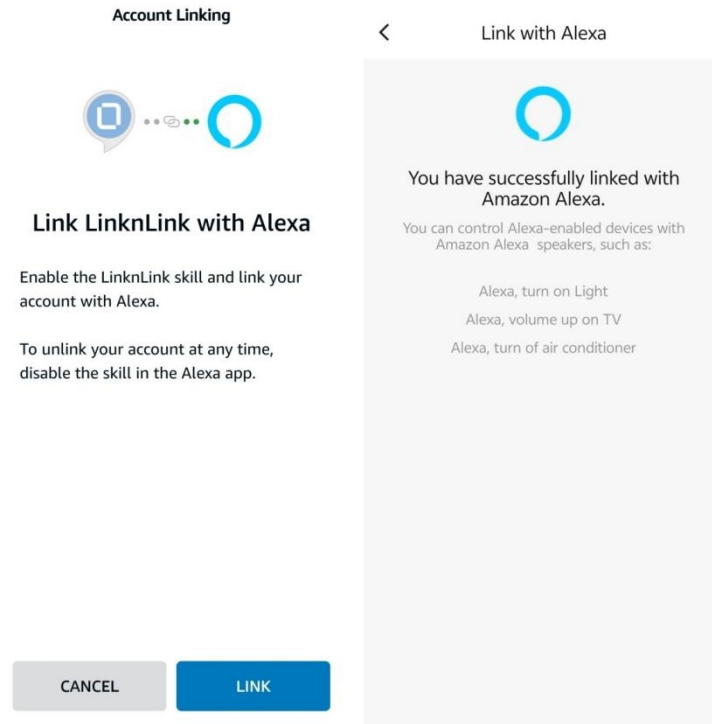 Account Linking
Link LinknLink with Alexa
Enable the LinknLink skill and link your
account with Alexa.
To unlink your account at any time,
disable the skill in the Alexa app.
CANCEL
LINK
Link with Alexa
You have successfully linked with
Amazon Alexa.
You can control Alexa-enabled devices with
Amazon Alexa speakers, such as:
Alexa, turn on Light
Alexa, volume up on TV
Alexa, turn of air conditioner